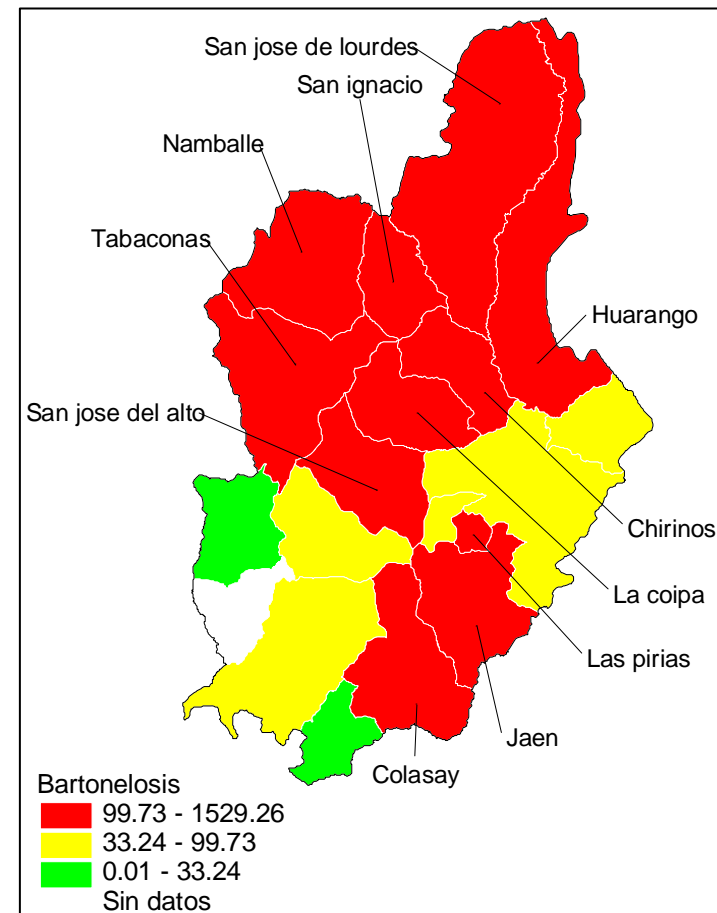 San jose de lourdes
San ignacio
Namballe
Tabaconas
Huarango
San jose del alto
Chirinos
La coipa
Las pirias
Jaen
Colasay
Bartonelosis
99.73 - 1529.26
33.24 - 99.73
0.01 - 33.24
Sin datos